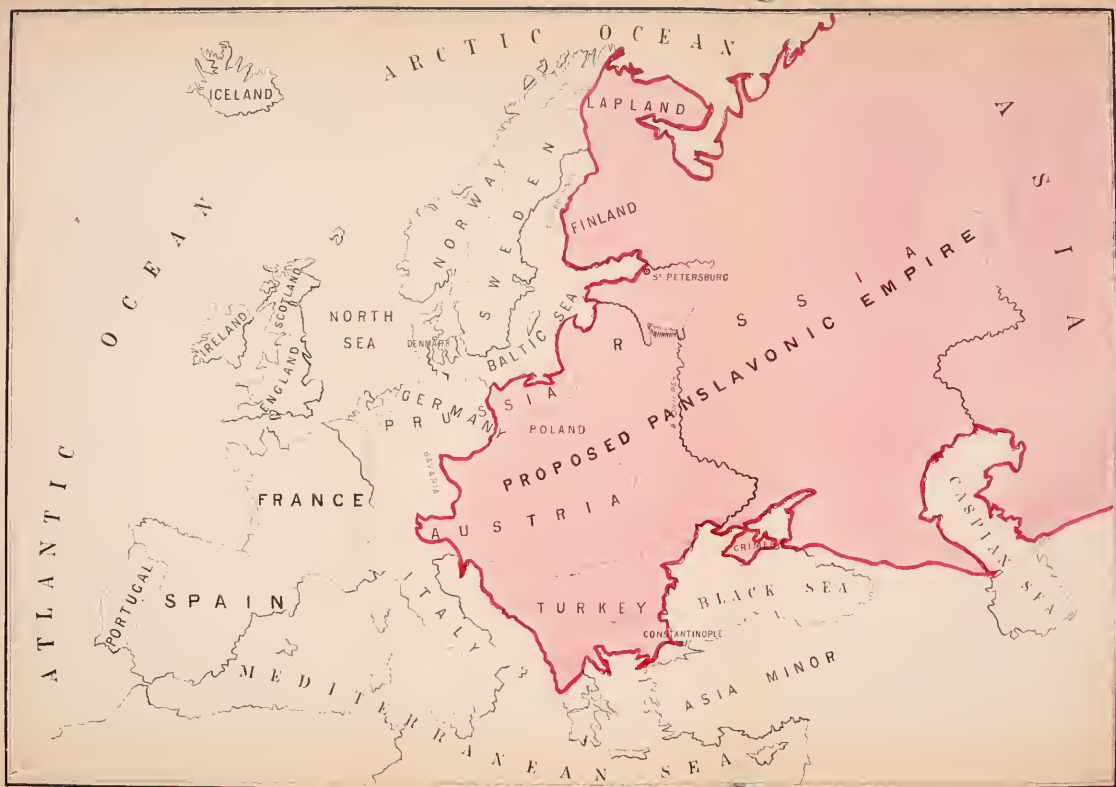 ARCTIC OCEAN
ICELAND
LAPLAND
ASIA
ATLANTIC OCEAN
NORWAY
SWEDEN
FINLAND
St PETERSBURG
RUSSIA
PROPOSED PANSLAVONIC EMPIRE
SCOTLAND
IRELAND
ENGLAND
NORTH
SEA
DENMARK
BALTIC SEA
GERMANY
PRUSSIA
POLAND
BAVARIA
FRANCE
AUSTRIA
CASPIAN SEA
CRIMEA
BLACK SEA
PORTUGAL
SPAIN
ITALY
TURKEY
CONSTANTINOPLE
ASIA MINOR
MEDITERRANEAN SEA